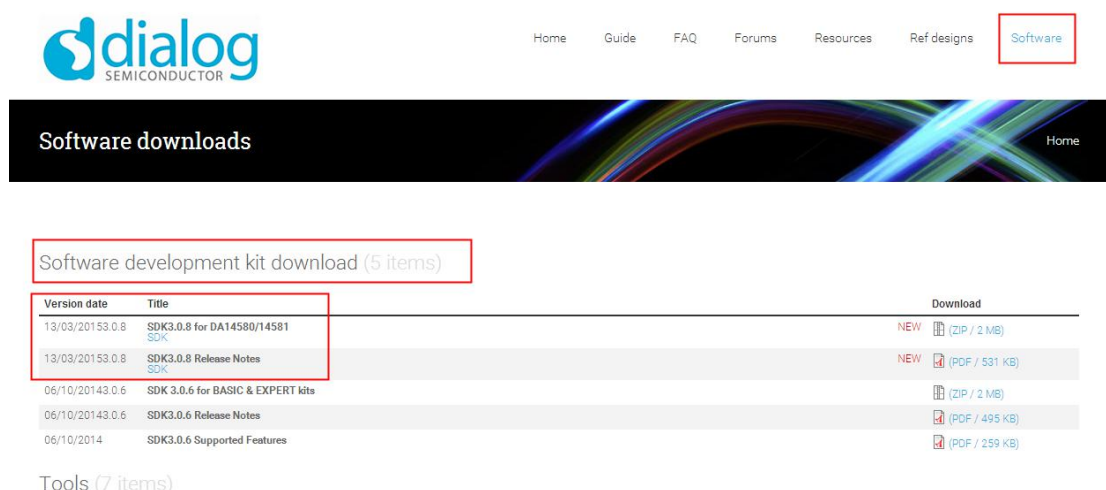 dialog
SEMICONDUCTOR
Home Guide FAQ Forums Resources Ref designs Software
Software downloads Home
Software development kit download (5 items)
Version date Title Download
13/03/20153.0.8 SDK3.0.8 for DA14580/14581 NEW (ZIP / 2 MB)
SDK
13/03/20153.0.8 SDK3.0.8 Release Notes NEW (PDF / 531 KB)
SDK
06/10/20143.0.6 SDK 3.0.6 for BASIC & EXPERT kits (ZIP / 2 MB)
06/10/20143.0.6 SDK3.0.6 Release Notes (PDF / 495 KB)
06/10/2014 SDK3.0.6 Supported Features (PDF / 259 KB)
Tools (7 items)